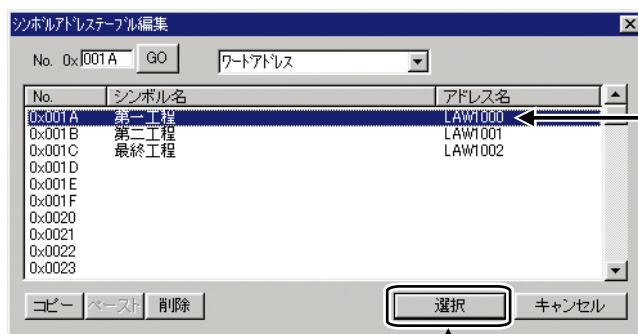 シンボルアドレステーブル編集
No. 0x 001A GO ワードアドレス
No. シンボル名 アドレス名
0x001A 第一工程 LAW1000
0x001B 第二工程 LAW1001
0x001C 最終工程 LAW1002
0x001D
0x001E
0x001F
0x0020
0x0021
0x0022
0x0023
コピー ペースト 削除 選択 キャンセル